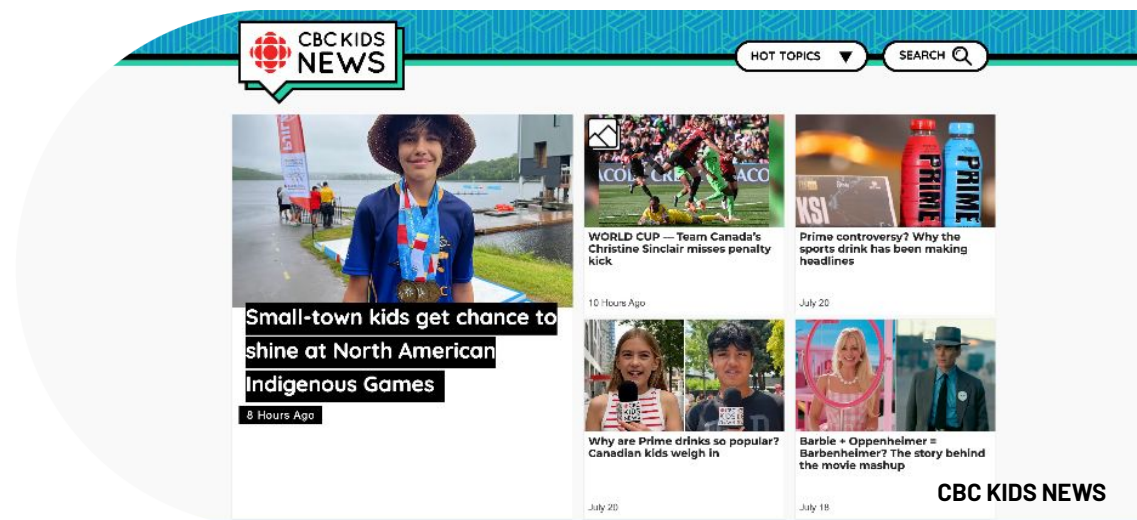 CBC KIDS
NEWS
HOT TOPICS
SEARCH
KSI
PRIME
PRIME
Small-town kids get chance to
shine at North American
Indigenous Games
8 Hours Ago
WORLD CUP — Team Canada's
Christine Sinclair misses penalty
kick
10 Hours Ago
Prime controversy? Why the
sports drink has been making
headlines
July 20
Why are Prime drinks so popular?
Canadian kids weigh in
July 20
Barbie + Oppenheimer =
Barbenheimer? The story behind
the movie mashup
July 18
CBC KIDS NEWS